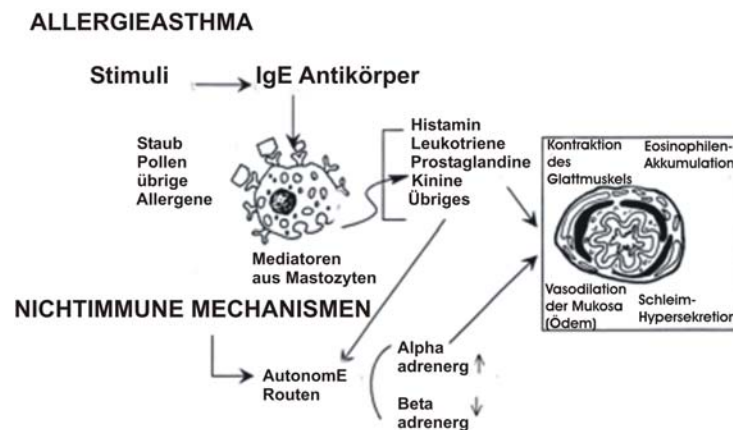 ALLERGIEASTHMA
Stimuli
IgE Antikörper
Staub
Pollen
übrige
Allergene
Histamin
Leukotriene
Prostaglandine
Kinine
Übriges
Kontraktion
des
Glattmuskels
Eosinophilen-
Akkumulation
Mediatoren
aus Mastozyten
Vasodilation
der Mukosa
(Ödem)
Schleim-
Hypersekretion
NICHTIMMUNE MECHANISMEN
AutonomE
Routen
Alpha
adrenerg
Beta
adrenerg